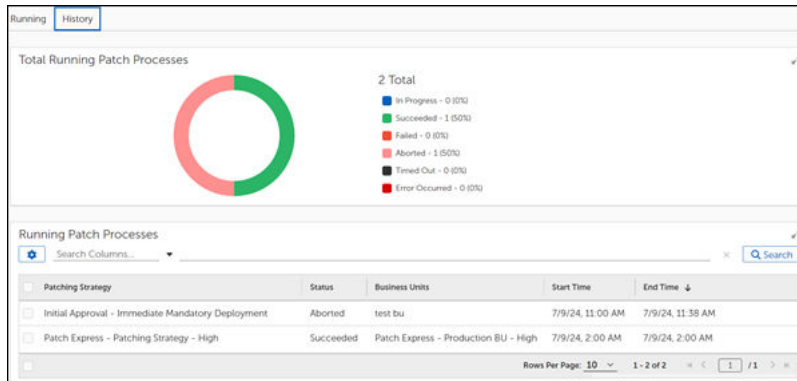 Running History
Total Running Patch Processes
2 Total
In Progress - 0 (0%)
Succeeded - 1 (50%)
Failed - 0 (0%)
Aborted - 1 (50%)
Timed Out - 0 (0%)
Error Occurred - 0 (0%)
Running Patch Processes
Search Columns... Search
Patching Strategy Status Business Units Start Time End Time
Initial Approval - Immediate Mandatory Deployment Aborted test bu 7/9/24, 11:00 AM 7/9/24, 11:38 AM
Patch Express - Patching Strategy - High Succeeded Patch Express - Production BU - High 7/9/24, 2:00 AM 7/9/24, 2:00 AM
Rows Per Page: 10 1 - 2 of 2 1 / 1